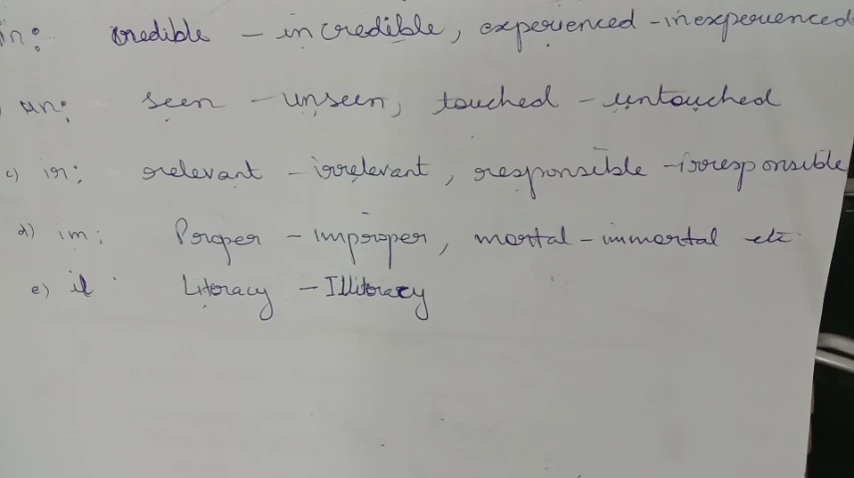 in: credible - incredible, experienced - inexperienced
un: seen - unseen, touched - untouched
c) ir: relevant - irrelevant, responsible - irresponsible
d) im: Proper - improper, mortal - immortal etc.
e) il Literacy - Illiteracy